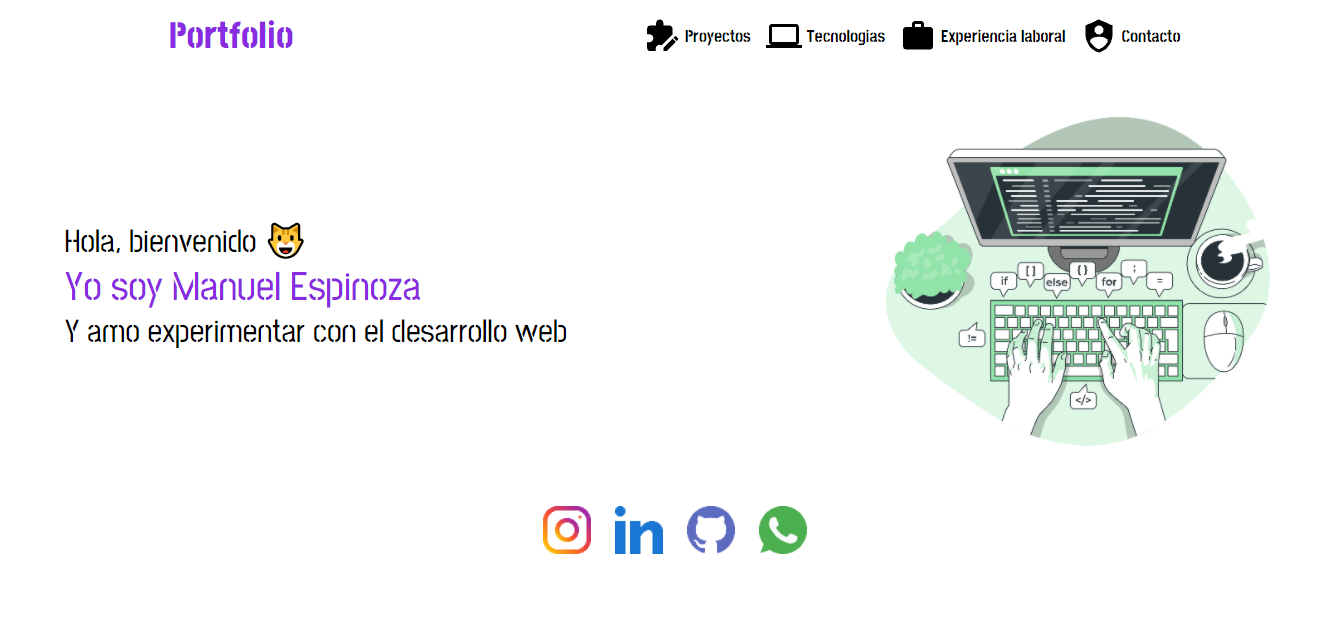 Portfolio
Proyectos
Tecnologias
Experiencia laboral
Contacto
Hola, bienvenido
Yo soy Manuel Espinoza
Y amo experimentar con el desarrollo web
if
[ ]
else
{ }
for
;
=
!=
</>
in